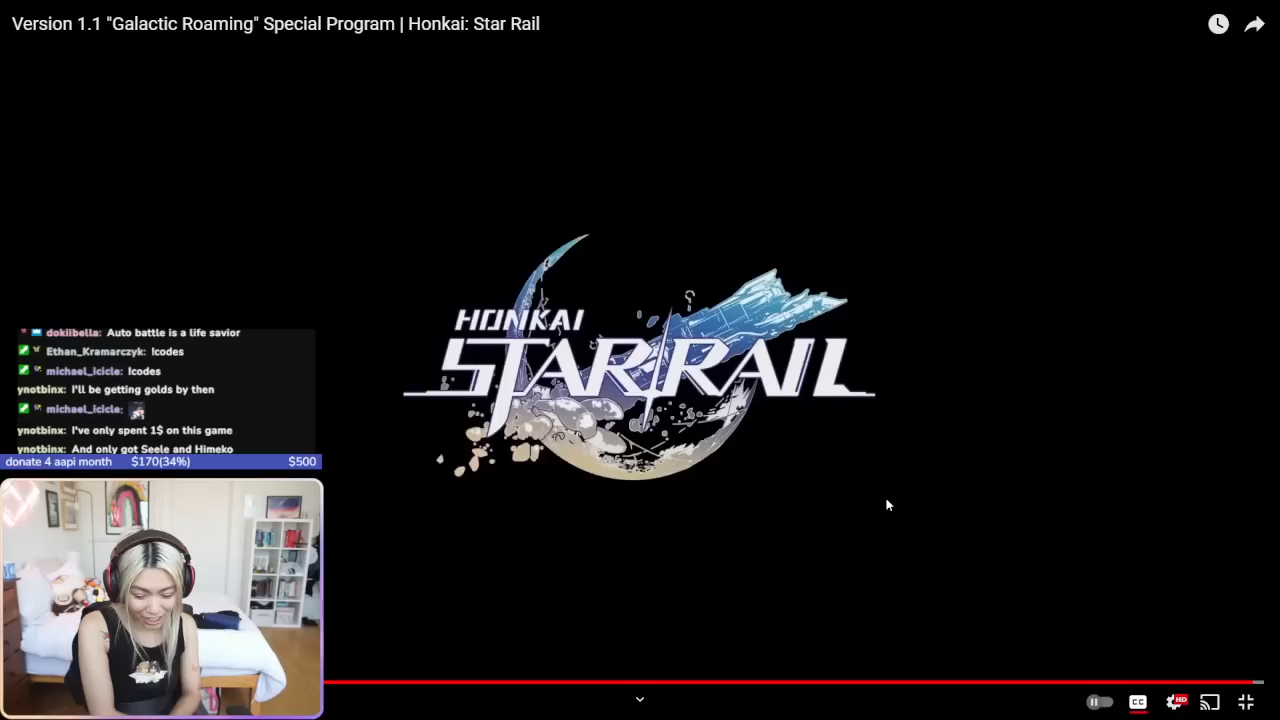 Version 1.1 "Galactic Roaming" Special Program | Honkai: Star Rail
HONKAI
STAR RAIL
dokiibella: Auto battle is a life savior
Ethan_Kramarczyk: !codes
michael_icicle: !codes
ynotbinx: I'll be getting golds by then
michael_icicle:
ynotbinx: I've only spent 1$ on this game
ynotbinx: And only got Seele and Himeko
donate 4 aapi month $170(34%) $500
CC
HD